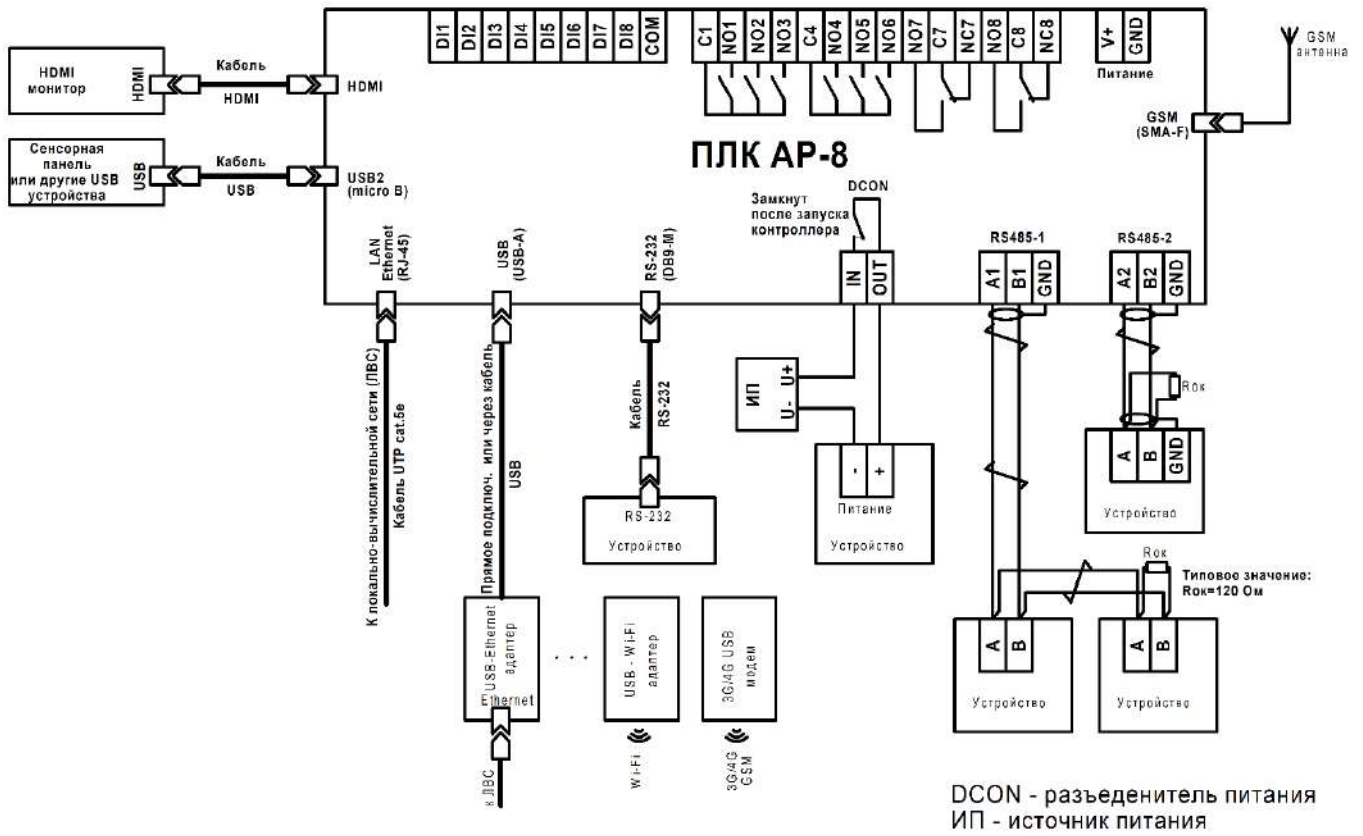 DI1
DI2
DI3
DI4
DI5
DI6
DI7
DI8
COM
C1
NO1
NO2
NO3
C4
NO4
NO5
NO6
NO7
C7
NC7
NO8
C8
NC8
V+
GND
Питание
GSM
антенна
GSM
(SMA-F)
HDMI
монитор
HDMI
Кабель
HDMI
HDMI
Сенсорная
панель
или другие USB
устройства
USB
Кабель
USB
USB2
(micro B)
ПЛК АР-8
LAN
Ethernet
(RJ-45)
USB
(USB-A)
RS-232
(DB9-M)
Замкнут
после запуска
контроллера
DCON
IN
OUT
RS485-1
A1
B1
GND
RS485-2
A2
B2
GND
К локально-вычислительной сети (ЛВС)
Кабель UTP cat.5e
Прямое подключ. или через кабель
USB
Кабель
RS-232
RS-232
Устройство
ИП
U+
U-
-
+
Питание
Устройство
Rок
A
B
GND
Устройство
Rок
Типовое значение:
Rок=120 Ом
A
B
Устройство
A
B
Устройство
USB-Ethernet
адаптер
Ethernet
к ЛВС
. . .
USB - Wi-Fi
адаптер
Wi-Fi
3G/4G USB
модем
3G/4G
GSM
DCON - разъеденитель питания
ИП - источник питания